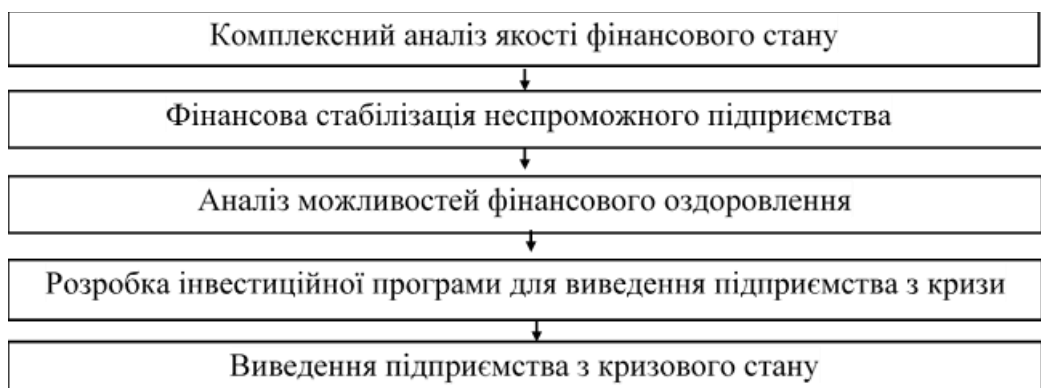 Комплексний аналіз якості фінансового стану
Фінансова стабілізація неспроможного підприємства
Аналіз можливостей фінансового оздоровлення
Розробка інвестиційної програми для виведення підприємства з кризи
Виведення підприємства з кризового стану